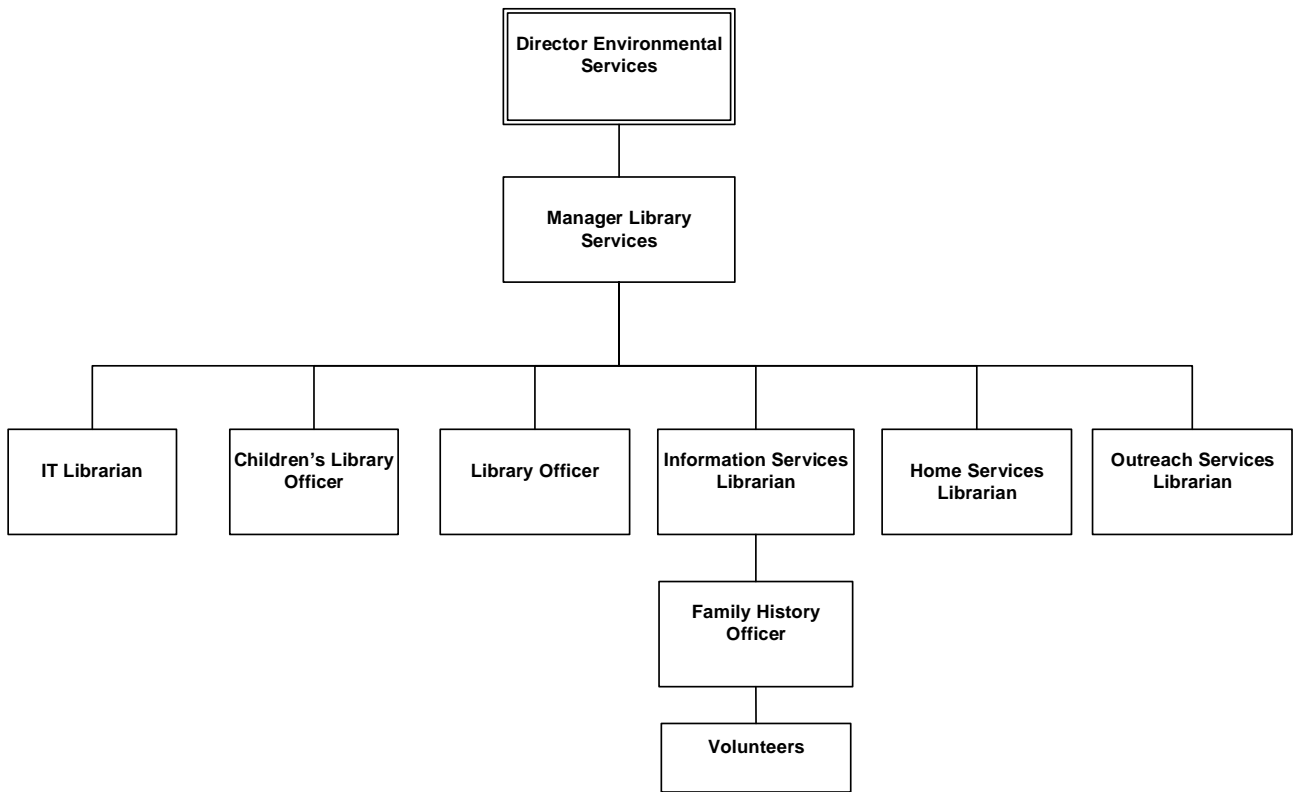 Director Environmental
Services
Manager Library
Services
IT Librarian
Children's Library
Officer
Library Officer
Information Services
Librarian
Home Services
Librarian
Outreach Services
Librarian
Family History
Officer
Volunteers